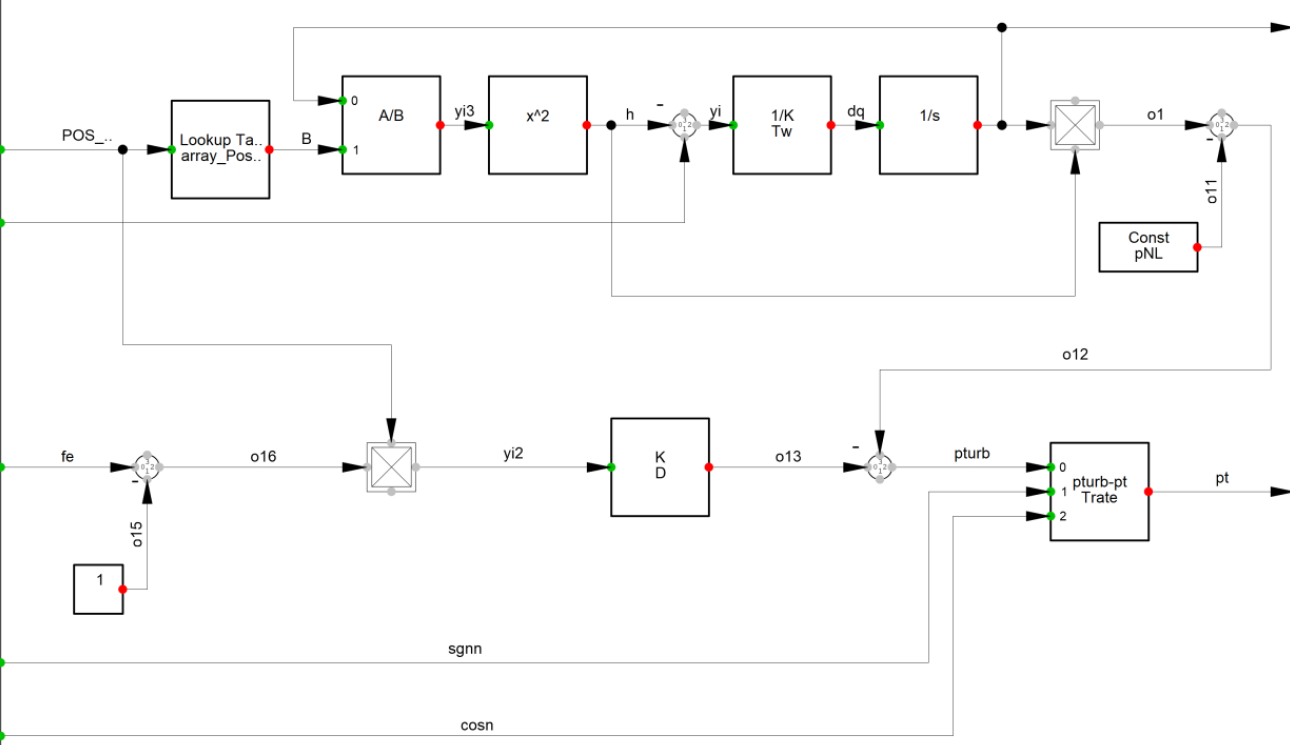 POS_..
Lookup Ta..
array_Pos..
B
0
1
A/B
yi3
x^2
h
-
yi
1/K
Tw
dq
1/s
o1
-
o11
Const
pNL
o12
fe
-
o16
o15
1
yi2
K
D
o13
-
pturb
0
1
2
pturb-pt
Trate
pt
sgnn
cosn